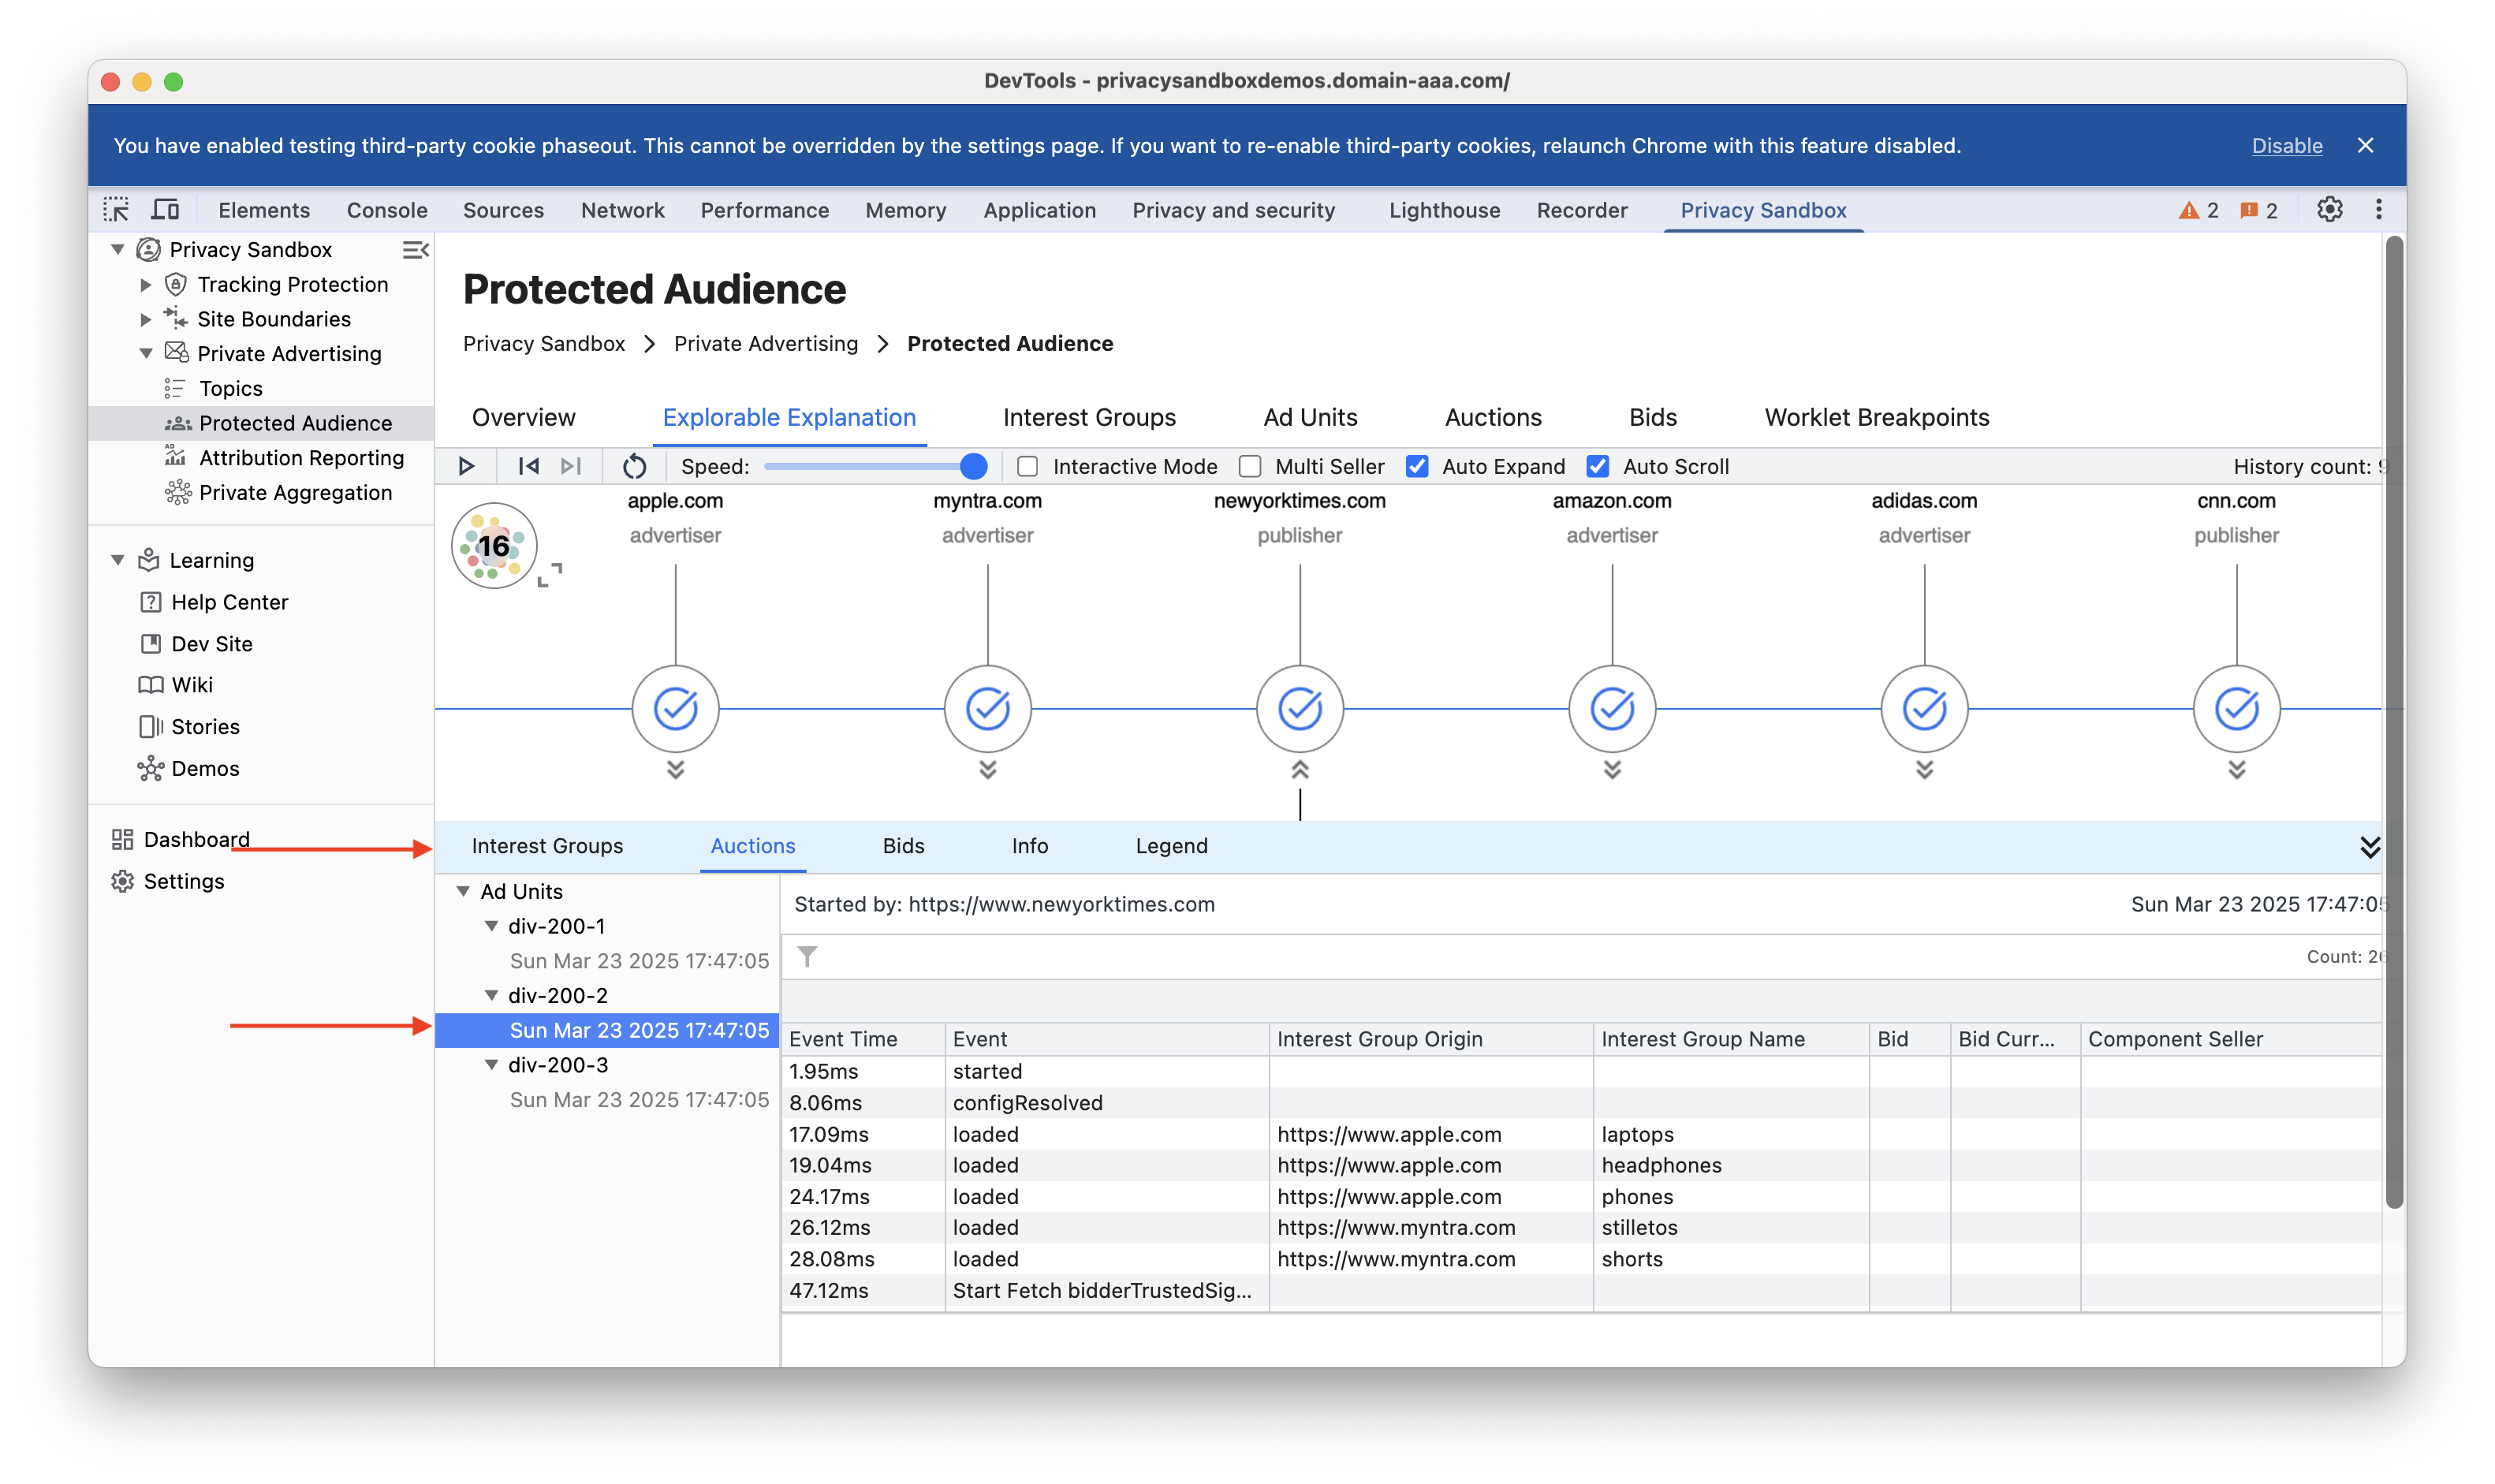 DevTools - privacysandboxdemos.domain-aaa.com/
You have enabled testing third-party cookie phaseout. This cannot be overridden by the settings page. If you want to re-enable third-party cookies, relaunch Chrome with this feature disabled. Disable
Elements Console Sources Network Performance Memory Application Privacy and security Lighthouse Recorder Privacy Sandbox 2 2
Privacy Sandbox
Tracking Protection
Site Boundaries
Private Advertising
Topics
Protected Audience
Attribution Reporting
Private Aggregation
Learning
Help Center
Dev Site
Wiki
Stories
Demos
Dashboard
Settings
Protected Audience
Privacy Sandbox > Private Advertising > Protected Audience
Overview Explorable Explanation Interest Groups Ad Units Auctions Bids Worklet Breakpoints
Speed: Interactive Mode Multi Seller Auto Expand Auto Scroll History count: 9
16
apple.com myntra.com newyorktimes.com amazon.com adidas.com cnn.com
advertiser advertiser publisher advertiser advertiser publisher
Interest Groups Auctions Bids Info Legend
Ad Units
div-200-1
Sun Mar 23 2025 17:47:05
div-200-2
Sun Mar 23 2025 17:47:05
div-200-3
Sun Mar 23 2025 17:47:05
Started by: https://www.newyorktimes.com Sun Mar 23 2025 17:47:05
Count: 26
Event Time Event Interest Group Origin Interest Group Name Bid Bid Curr... Component Seller
1.95ms started
8.06ms configResolved
17.09ms loaded https://www.apple.com laptops
19.04ms loaded https://www.apple.com headphones
24.17ms loaded https://www.apple.com phones
26.12ms loaded https://www.myntra.com stilletos
28.08ms loaded https://www.myntra.com shorts
47.12ms Start Fetch bidderTrustedSig...